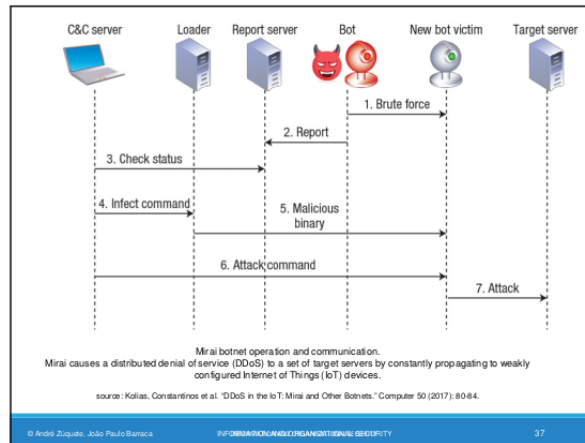 C&C server Loader Report server Bot New bot victim Target server
1. Brute force
2. Report
3. Check status
4. Infect command
5. Malicious
binary
6. Attack command
7. Attack
Mirai botnet operation and communication.
Mirai causes a distributed denial of service (DDoS) to a set of target servers by constantly propagating to weakly
configured Internet of Things (IoT) devices.
source: Kolias, Constantinos et al. “DDoS in the IoT: Mirai and Other Botnets.” Computer 50 (2017): 80-84.
© André Zúquete, João Paulo Barraca
INFORMATION AND ORGANIZATIONAL SECURITY
37